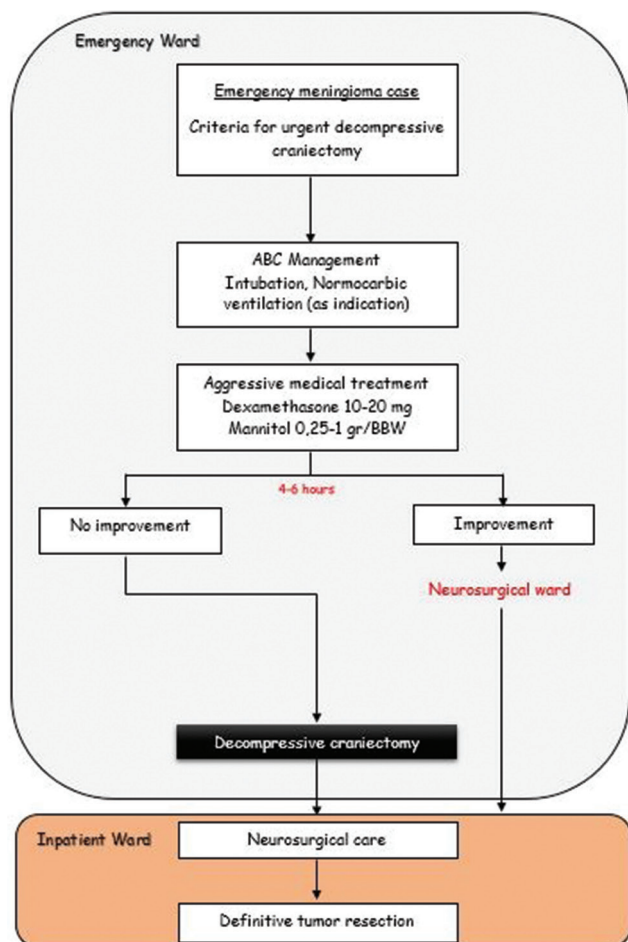 Emergency Ward
Emergency meningioma case
Criteria for urgent decompressive
craniectomy
ABC Management
Intubation, Normocarbic
ventilation (as indication)
Aggressive medical treatment
Dexamethasone 10-20 mg
Mannitol 0,25-1 gr/BBW
4-6 hours
No improvement
Improvement
Neurosurgical ward
Decompressive craniectomy
Inpatient Ward
Neurosurgical care
Definitive tumor resection